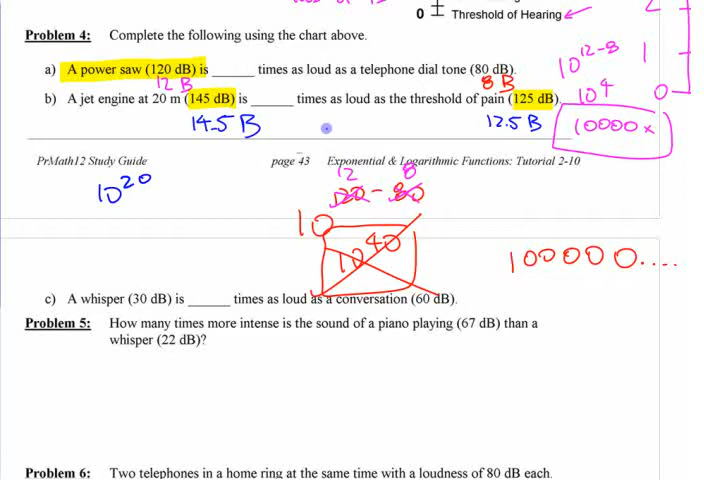 0 ± Threshold of Hearing
Problem 4: Complete the following using the chart above.
10^12-8
1
a) A power saw (120 dB) is ______ times as loud as a telephone dial tone (80 dB).
12 B
8 B
10^4
0
b) A jet engine at 20 m (145 dB) is ______ times as loud as the threshold of pain (125 dB).
14.5 B
12.5 B
10000 x
PrMath12 Study Guide page 43 Exponential & Logarithmic Functions: Tutorial 2-10
10^20
12 8
120 - 80
10
10^40
100000....
c) A whisper (30 dB) is ______ times as loud as a conversation (60 dB).
Problem 5: How many times more intense is the sound of a piano playing (67 dB) than a
whisper (22 dB)?
Problem 6: Two telephones in a home ring at the same time with a loudness of 80 dB each.